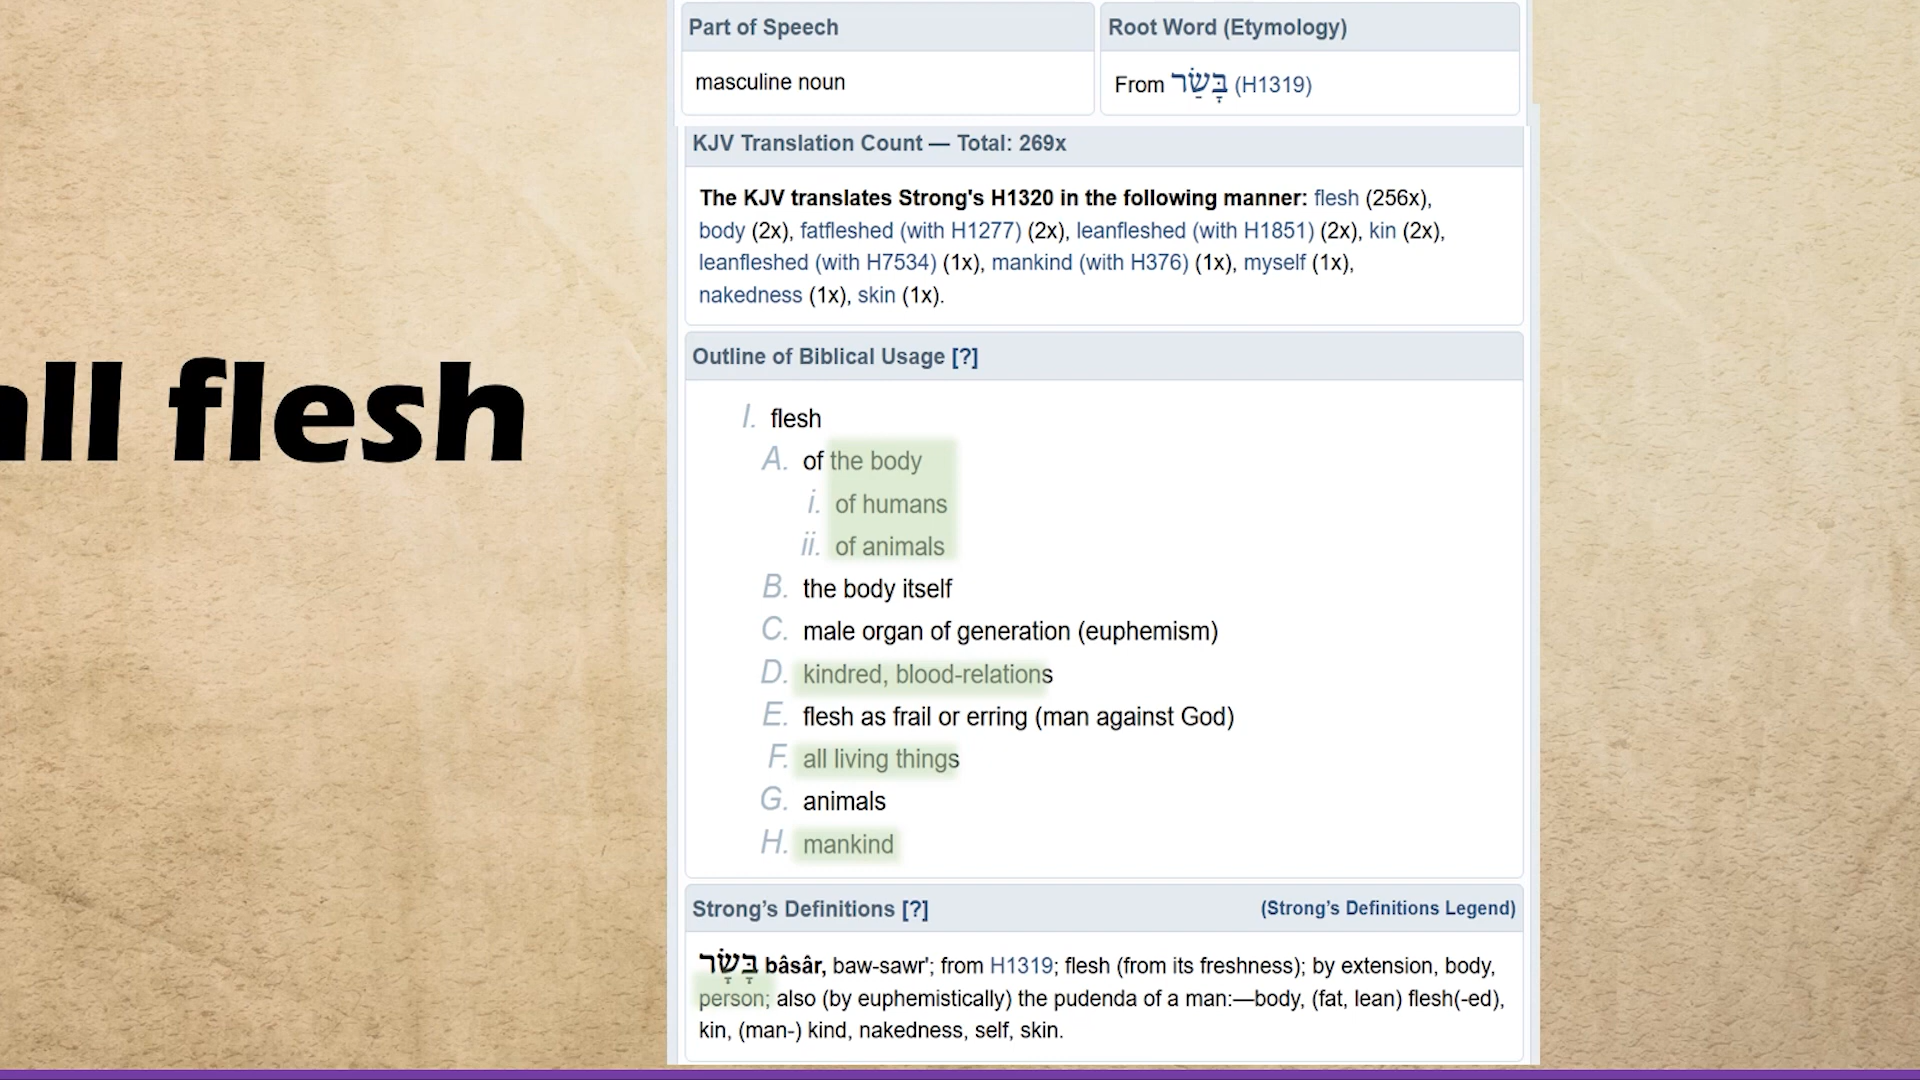 all flesh
Part of Speech
Root Word (Etymology)
masculine noun
From בָּשַׂר (H1319)
KJV Translation Count — Total: 269x
The KJV translates Strong's H1320 in the following manner: flesh (256x),
body (2x), fatfleshed (with H1277) (2x), leanfleshed (with H1851) (2x), kin (2x),
leanfleshed (with H7534) (1x), mankind (with H376) (1x), myself (1x),
nakedness (1x), skin (1x).
Outline of Biblical Usage [?]
I. flesh
A. of the body
i. of humans
ii. of animals
B. the body itself
C. male organ of generation (euphemism)
D. kindred, blood-relations
E. flesh as frail or erring (man against God)
F. all living things
G. animals
H. mankind
Strong’s Definitions [?]
(Strong’s Definitions Legend)
בָּשָׂר bâsâr, baw-sawr'; from H1319; flesh (from its freshness); by extension, body,
person; also (by euphemistically) the pudenda of a man:—body, (fat, lean) flesh(-ed),
kin, (man-) kind, nakedness, self, skin.